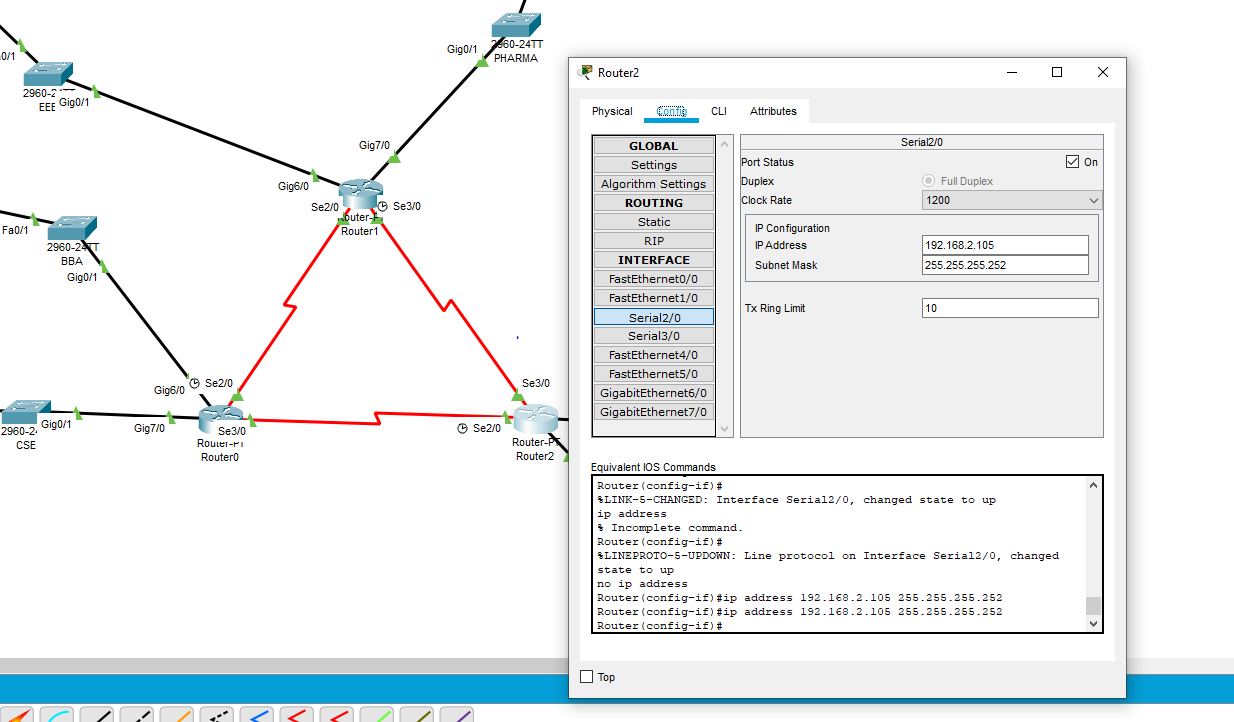 2960-24TT
Gig0/1
PHARMA
0/1
2960-2
TT
EEE
Gig0/1
Gig7/0
Gig6/0
Se2/0
Se3/0
Router-PT
Router1
Fa0/1
2960-24TT
BBA
Gig0/1
Se3/0
Gig6/0
Se2/0
2960-2
Gig0/1
Gig7/0
Se3/0
Se2/0
CSE
Router-PT
Router0
Router-PT
Router2
Router2
Physical
Config
CLI
Attributes
GLOBAL
Settings
Algorithm Settings
ROUTING
Static
RIP
INTERFACE
FastEthernet0/0
FastEthernet1/0
Serial2/0
Serial3/0
FastEthernet4/0
FastEthernet5/0
GigabitEthernet6/0
GigabitEthernet7/0
Serial2/0
Port Status
On
Duplex
Full Duplex
Clock Rate
1200
IP Configuration
IP Address
192.168.2.105
Subnet Mask
255.255.255.252
Tx Ring Limit
10
Equivalent IOS Commands
Router(config-if)#
%LINK-5-CHANGED: Interface Serial2/0, changed state to up
ip address
% Incomplete command.
Router(config-if)#
%LINEPROTO-5-UPDOWN: Line protocol on Interface Serial2/0, changed
state to up
no ip address
Router(config-if)#ip address 192.168.2.105 255.255.255.252
Router(config-if)#ip address 192.168.2.105 255.255.255.252
Router(config-if)#
Top